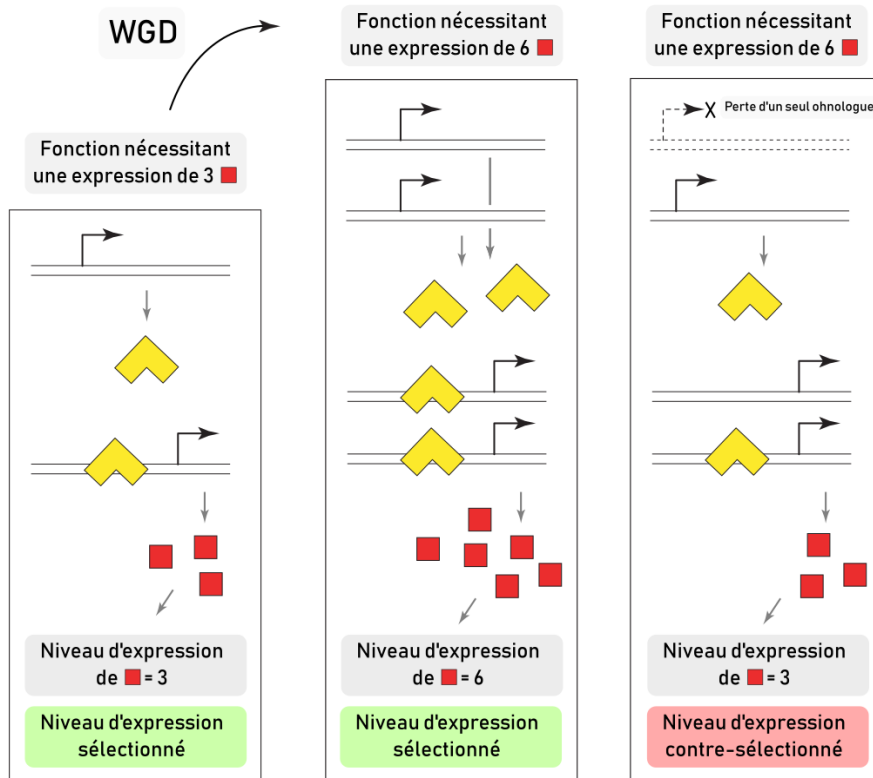 WGD
Fonction nécessitant
une expression de 3
Niveau d'expression
de = 3
Niveau d'expression
sélectionné
Fonction nécessitant
une expression de 6
Niveau d'expression
de = 6
Niveau d'expression
sélectionné
Fonction nécessitant
une expression de 6
X Perte d'un seul ohnologue
Niveau d'expression
de = 3
Niveau d'expression
contre-sélectionné